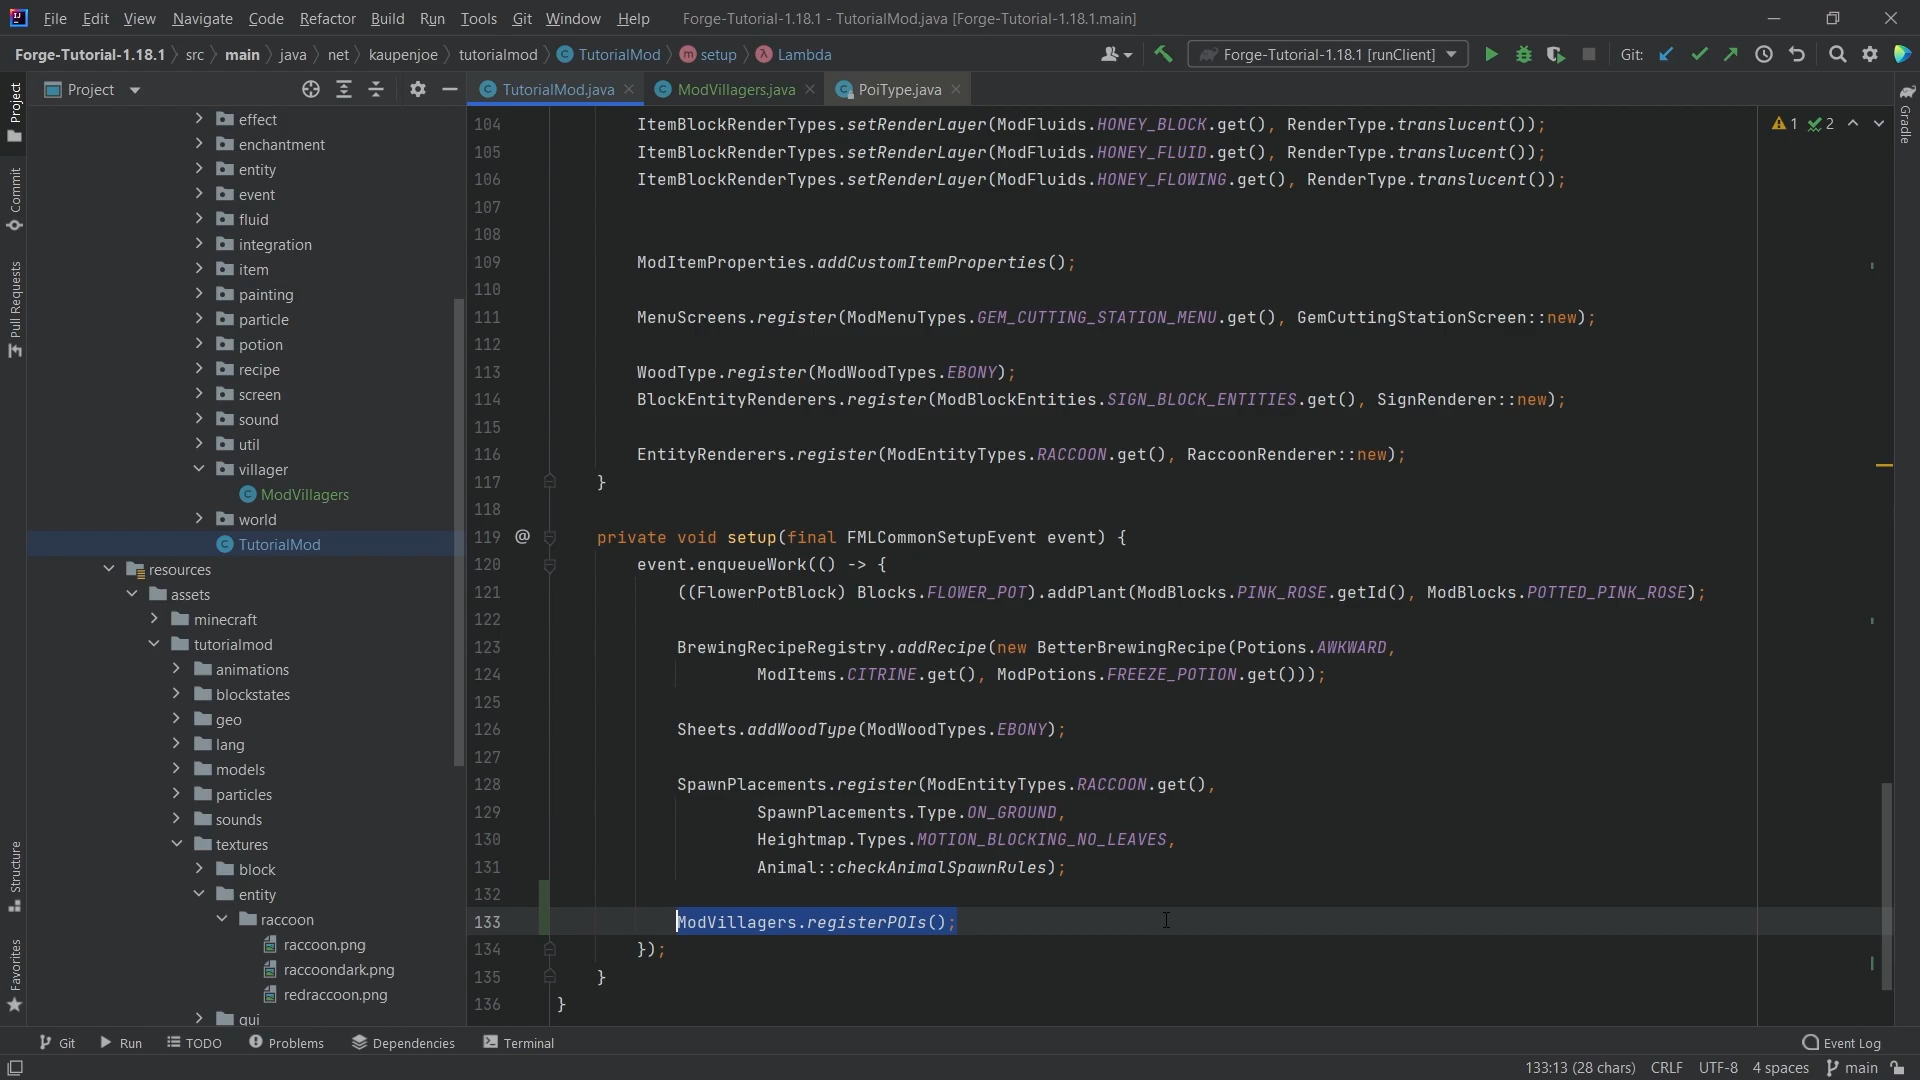 File Edit View Navigate Code Refactor Build Run Tools Git Window Help Forge-Tutorial-1.18.1 - TutorialMod.java [Forge-Tutorial-1.18.1.main]
Forge-Tutorial-1.18.1 src main java net kaupenjoe tutorialmod TutorialMod setup Lambda Forge-Tutorial-1.18.1 [runClient] Git:
Project TutorialMod.java ModVillagers.java PoiType.java
Project
Commit
Pull Requests
Structure
Favorites
Gradle
effect
enchantment
entity
event
fluid
integration
item
painting
particle
potion
recipe
screen
sound
util
villager
ModVillagers
world
TutorialMod
resources
assets
minecraft
tutorialmod
animations
blockstates
geo
lang
models
particles
sounds
textures
block
entity
raccoon
raccoon.png
raccoondark.png
redraccoon.png
gui
1 2
104 ItemBlockRenderTypes.setRenderLayer(ModFluids.HONEY_BLOCK.get(), RenderType.translucent());
105 ItemBlockRenderTypes.setRenderLayer(ModFluids.HONEY_FLUID.get(), RenderType.translucent());
106 ItemBlockRenderTypes.setRenderLayer(ModFluids.HONEY_FLOWING.get(), RenderType.translucent());
107
108
109 ModItemProperties.addCustomItemProperties();
110
111 MenuScreens.register(ModMenuTypes.GEM_CUTTING_STATION_MENU.get(), GemCuttingStationScreen::new);
112
113 WoodType.register(ModWoodTypes.EBONY);
114 BlockEntityRenderers.register(ModBlockEntities.SIGN_BLOCK_ENTITIES.get(), SignRenderer::new);
115
116 EntityRenderers.register(ModEntityTypes.RACCOON.get(), RaccoonRenderer::new);
117 }
118
119 @ private void setup(final FMLCommonSetupEvent event) {
120 event.enqueueWork(() -> {
121 ((FlowerPotBlock) Blocks.FLOWER_POT).addPlant(ModBlocks.PINK_ROSE.getId(), ModBlocks.POTTED_PINK_ROSE);
122
123 BrewingRecipeRegistry.addRecipe(new BetterBrewingRecipe(Potions.AWKWARD,
124 ModItems.CITRINE.get(), ModPotions.FREEZE_POTION.get()));
125
126 Sheets.addWoodType(ModWoodTypes.EBONY);
127
128 SpawnPlacements.register(ModEntityTypes.RACCOON.get(),
129 SpawnPlacements.Type.ON_GROUND,
130 Heightmap.Types.MOTION_BLOCKING_NO_LEAVES,
131 Animal::checkAnimalSpawnRules);
132
133 ModVillagers.registerPOIs();
134 });
135 }
136 }
Git Run TODO Problems Dependencies Terminal Event Log
133:13 (28 chars) CRLF UTF-8 4 spaces main